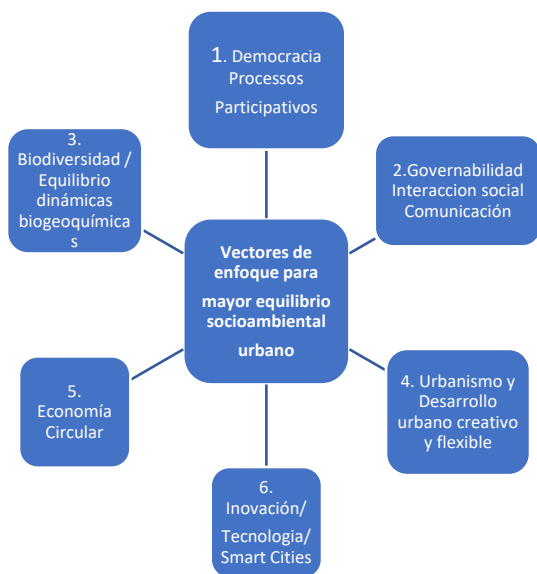 1. Democracia
Processos
Participativos
2.Governabilidad
Interaccion social
Comunicación
3.
Biodiversidad /
Equilibrio
dinámicas
biogeoquímica
s
Vectores de
enfoque para
mayor equilibrio
socioambiental
urbano
4. Urbanismo y
Desarrollo
urbano creativo
y flexible
5.
Economía
Circular
6.
Inovación/
Tecnologia/
Smart Cities